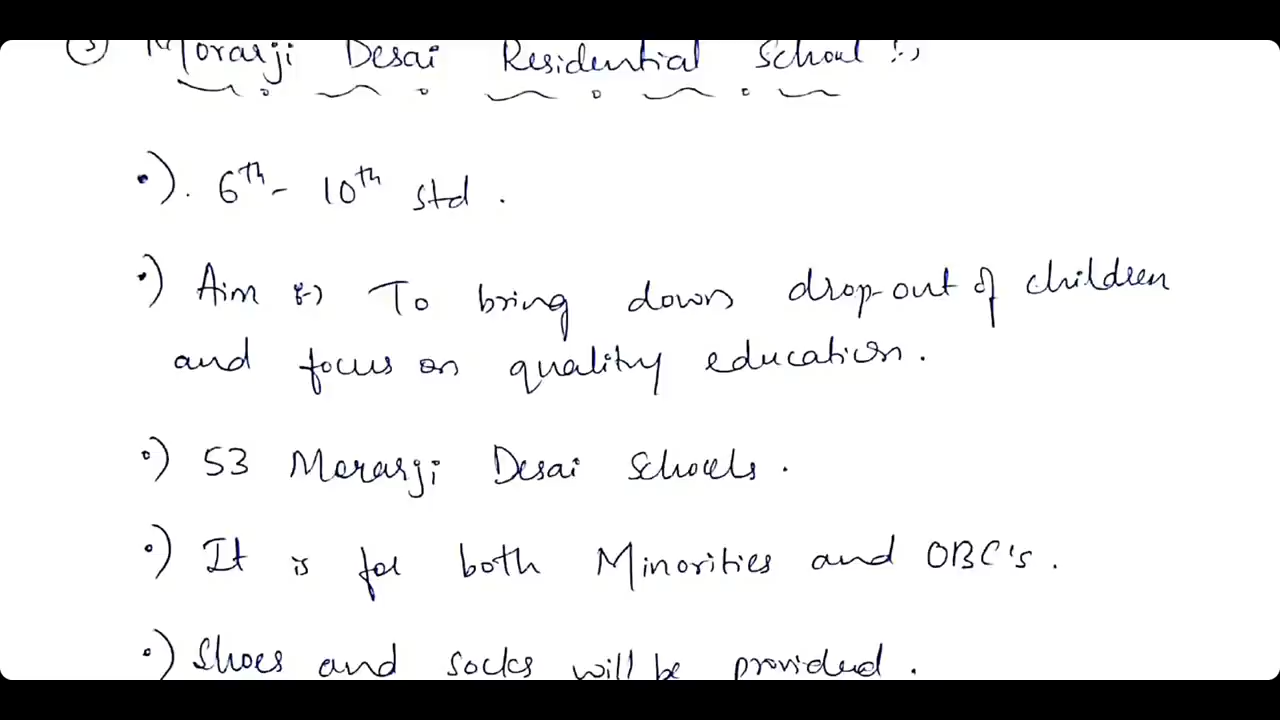 ③ Morarji Desai Residential School :-)
•). 6th - 10th std .
•) Aim :-) To bring down drop-out of children
and focus on quality education .
•) 53 Morarji Desai Schools .
•) It is for both Minorities and OBC's .
•) Shoes and socks will be provided .